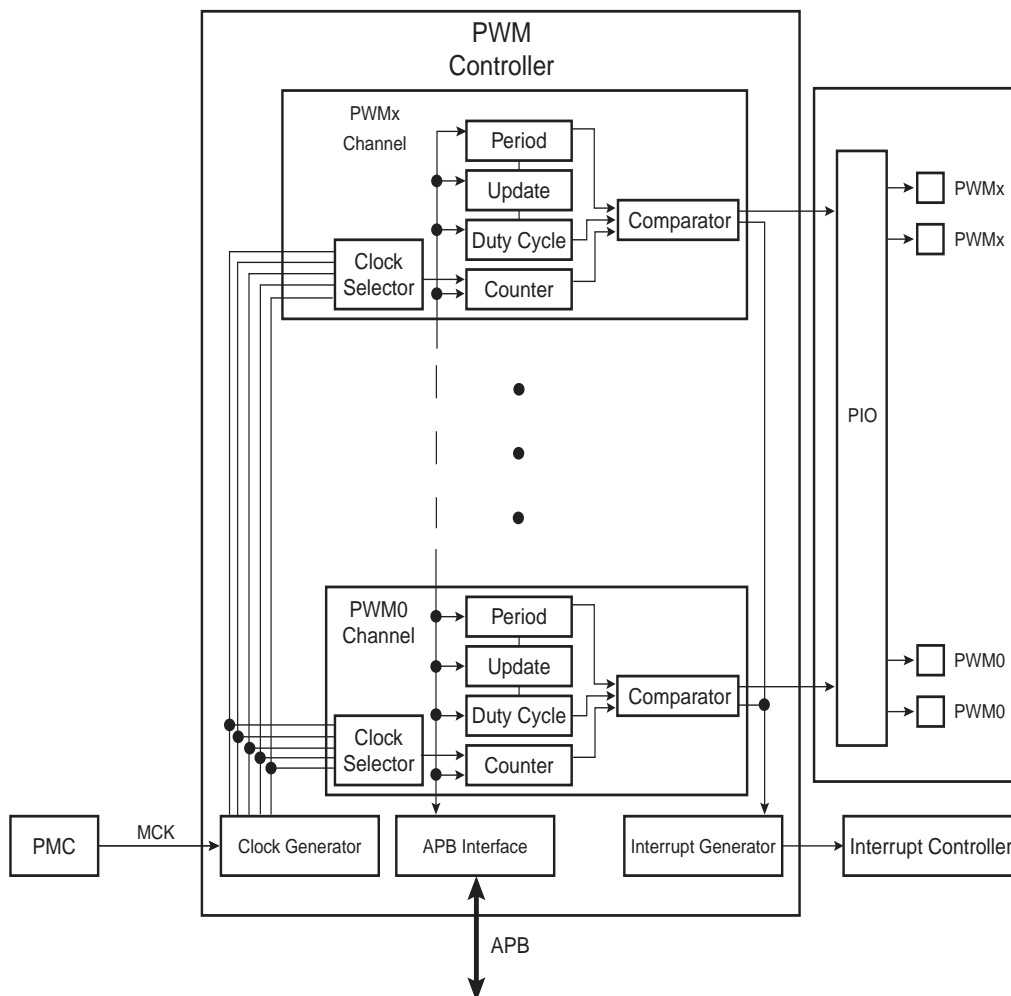 PWM
Controller
PWMx
Channel
Period
Update
Duty Cycle
Comparator
Clock
Selector
Counter
PIO
PWMx
PWMx
PWM0
Channel
Period
Update
Duty Cycle
Comparator
Clock
Selector
Counter
PWM0
PWM0
PMC
MCK
Clock Generator
APB Interface
Interrupt Generator
Interrupt Controller
APB